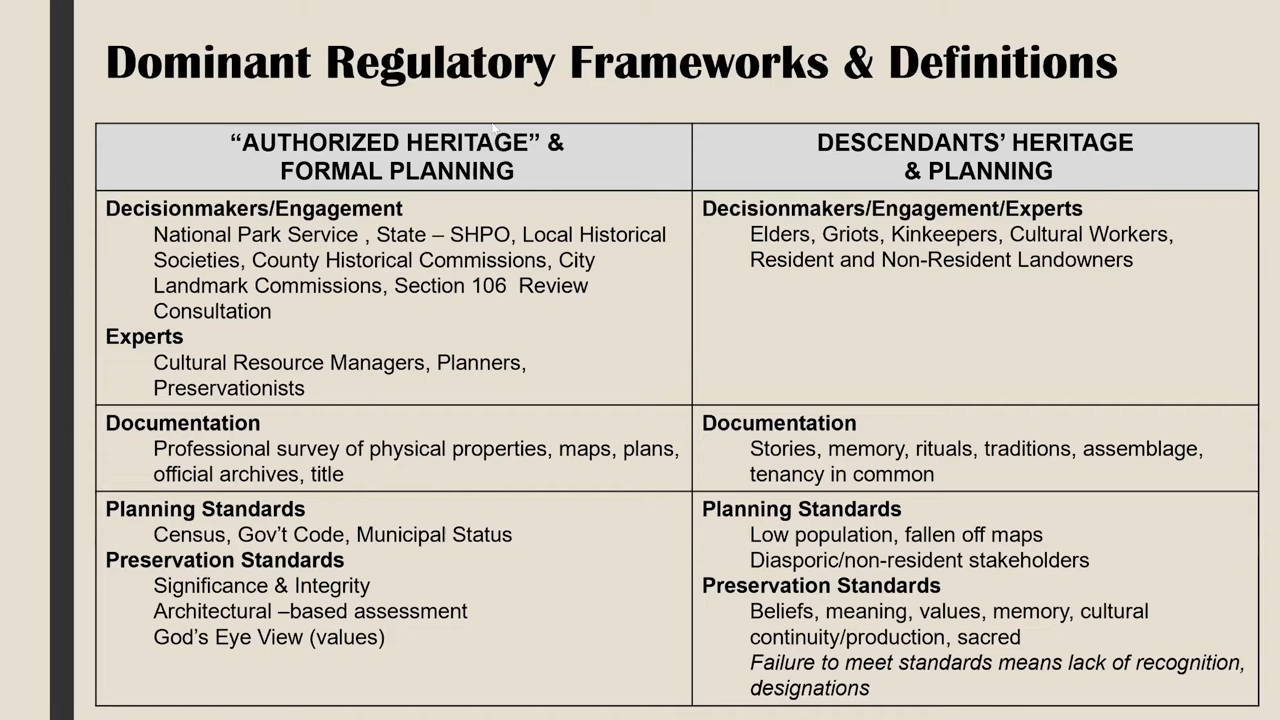 Dominant Regulatory Frameworks & Definitions
“AUTHORIZED HERITAGE” &
FORMAL PLANNING
DESCENDANTS’ HERITAGE
& PLANNING
Decisionmakers/Engagement
National Park Service , State – SHPO, Local Historical
Societies, County Historical Commissions, City
Landmark Commissions, Section 106  Review
Consultation
Experts
Cultural Resource Managers, Planners,
Preservationists
Decisionmakers/Engagement/Experts
Elders, Griots, Kinkeepers, Cultural Workers,
Resident and Non-Resident Landowners
Documentation
Professional survey of physical properties, maps, plans,
official archives, title
Documentation
Stories, memory, rituals, traditions, assemblage,
tenancy in common
Planning Standards
Census, Gov’t Code, Municipal Status
Preservation Standards
Significance & Integrity
Architectural –based assessment
God’s Eye View (values)
Planning Standards
Low population, fallen off maps
Diasporic/non-resident stakeholders
Preservation Standards
Beliefs, meaning, values, memory, cultural
continuity/production, sacred
Failure to meet standards means lack of recognition,
designations